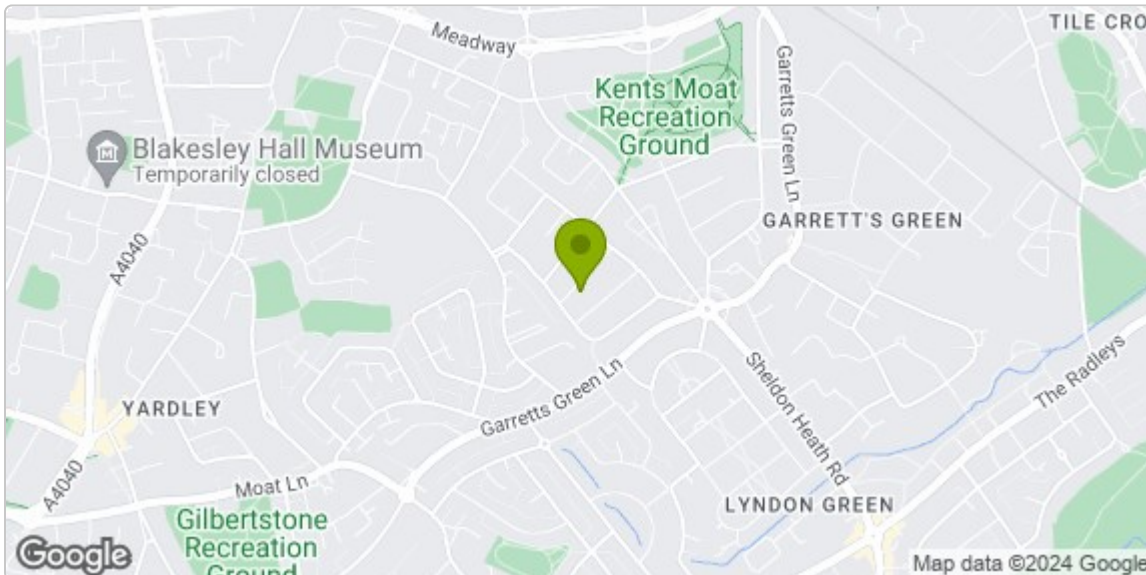 Meadway
TILE CRO
Kents Moat
Recreation
Ground
Garretts Green Ln
Blakesley Hall Museum
Temporarily closed
GARRETT'S GREEN
A4040
The Radleys
Garretts Green Ln
Sheldon Heath Rd
YARDLEY
A4040
Moat Ln
LYNDON GREEN
Gilbertstone
Recreation
Ground
Google
Map data ©2024 Google